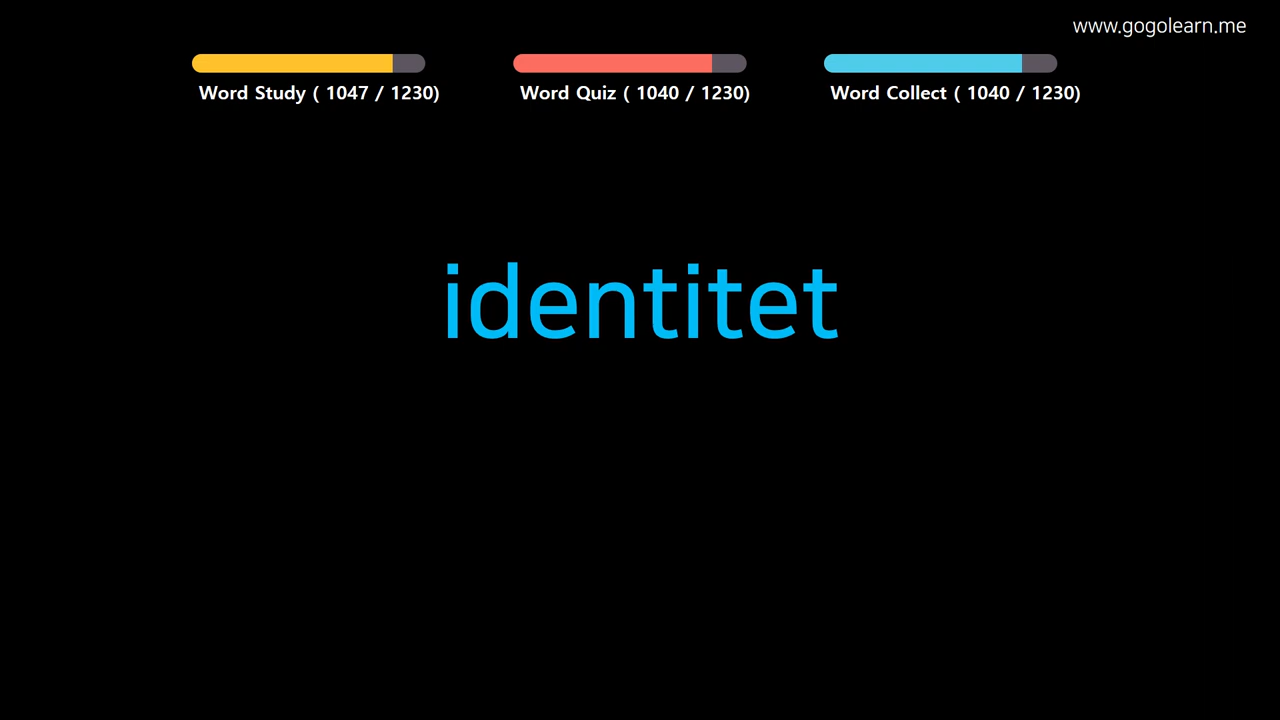 www.gogolearn.me
Word Study ( 1047 / 1230)
Word Quiz ( 1040 / 1230)
Word Collect ( 1040 / 1230)
identitet